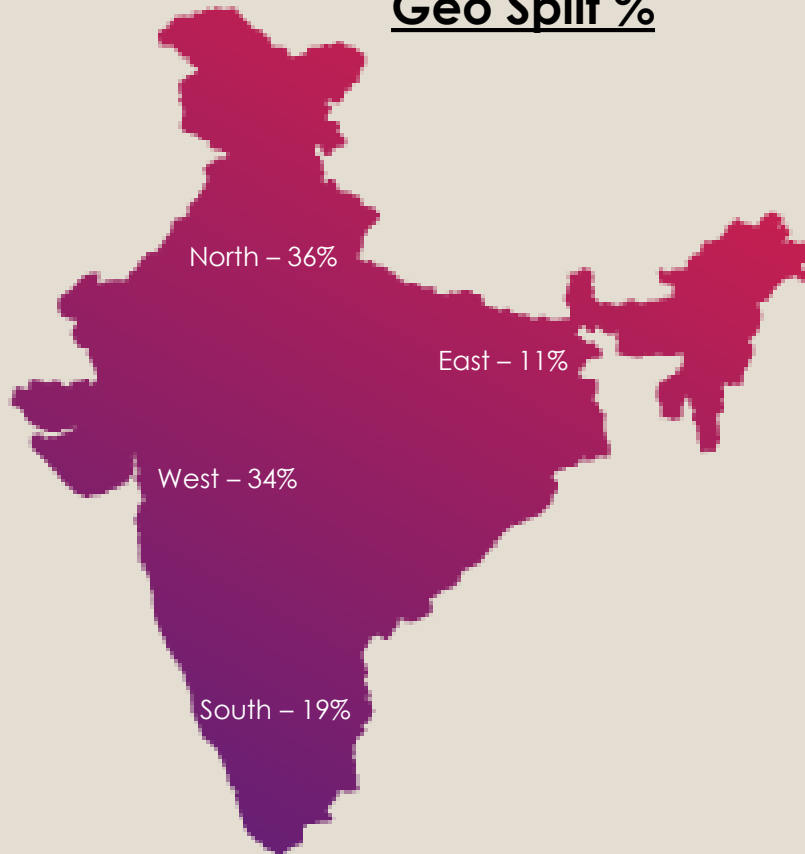 Geo Split %
North – 36%
East – 11%
West – 34%
South – 19%